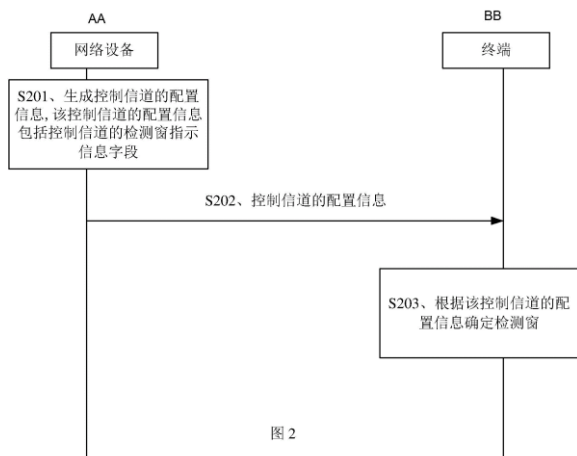 AA
BB
网络设备
终端
S201、生成控制信道的配置
信息,该控制信道的配置信息
包括控制信道的检测窗指示
信息字段
S202、控制信道的配置信息
S203、根据该控制信道的配
置信息确定检测窗
图 2